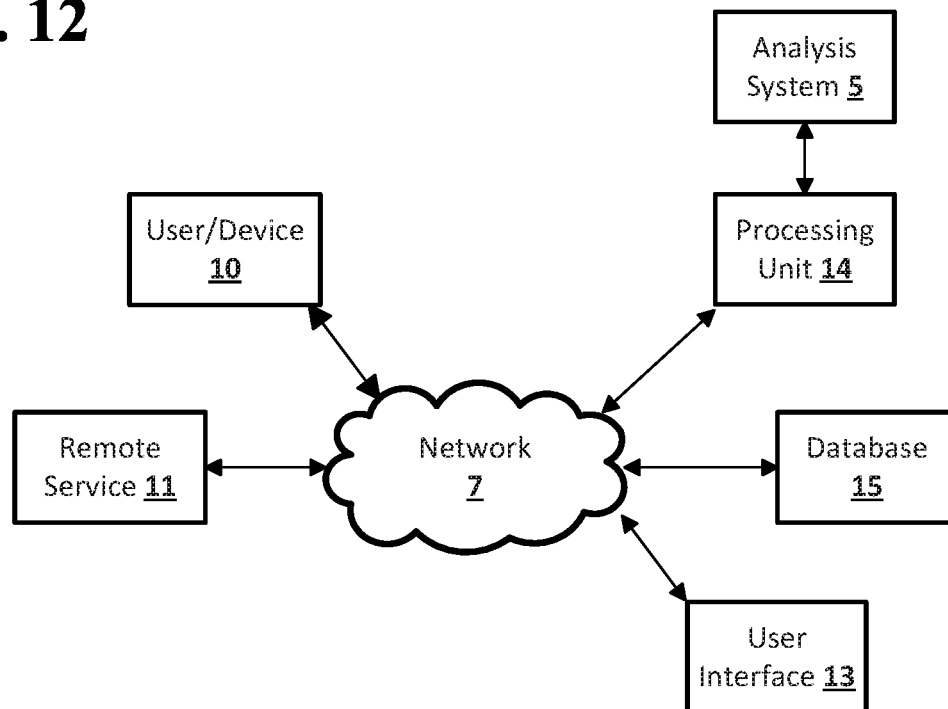 . 12
Analysis
System 5
User/Device
10
Processing
Unit 14
Remote
Service 11
Network
7
Database
15
User
Interface 13